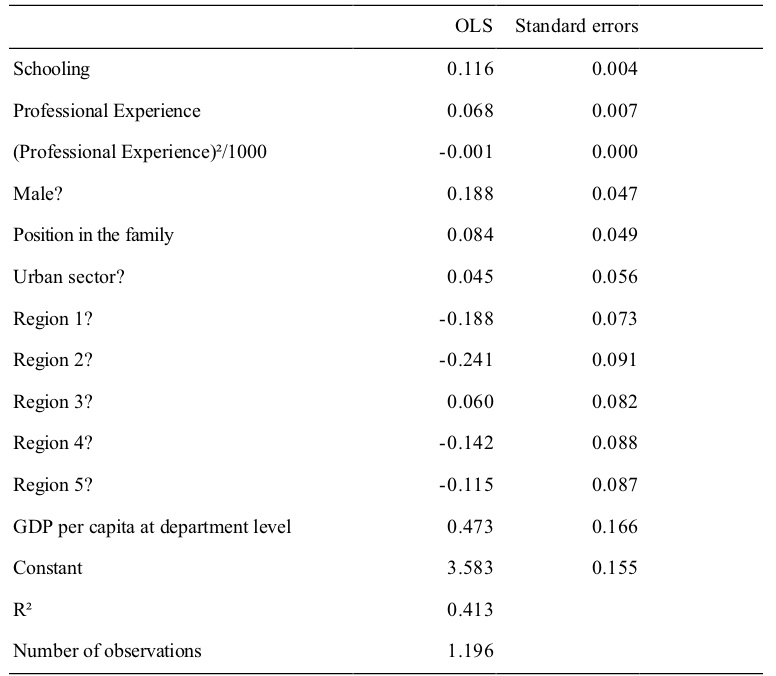 OLS Standard errors
Schooling 0.116 0.004
Professional Experience 0.068 0.007
(Professional Experience)²/1000 -0.001 0.000
Male? 0.188 0.047
Position in the family 0.084 0.049
Urban sector? 0.045 0.056
Region 1? -0.188 0.073
Region 2? -0.241 0.091
Region 3? 0.060 0.082
Region 4? -0.142 0.088
Region 5? -0.115 0.087
GDP per capita at department level 0.473 0.166
Constant 3.583 0.155
R² 0.413
Number of observations 1.196